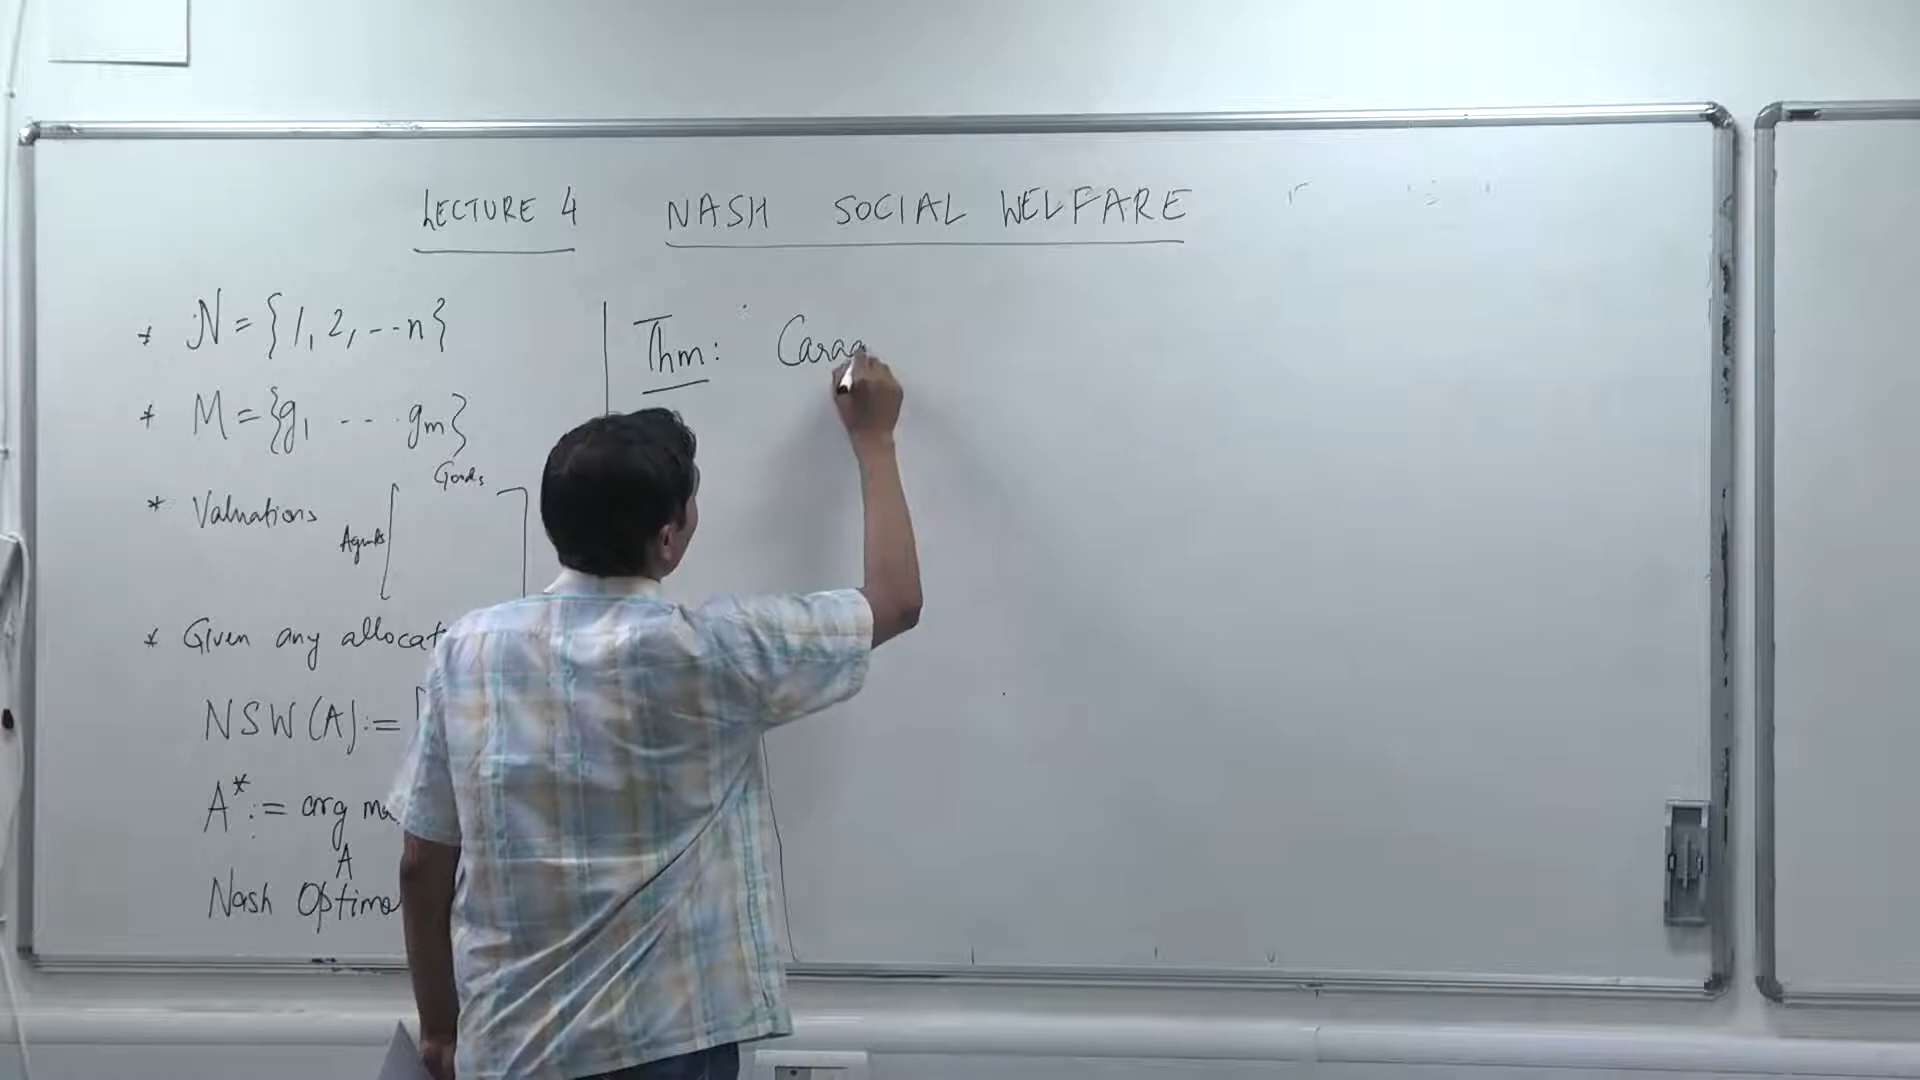 LECTURE 4 NASH SOCIAL WELFARE
* N = {1, 2, -- n}
* M = {g1 --- gm}
* Valuations
Goods
Agents
* Given any allocat
NSW(A) :=
A* := arg ma
A
Nash Optima
Thm: Carag